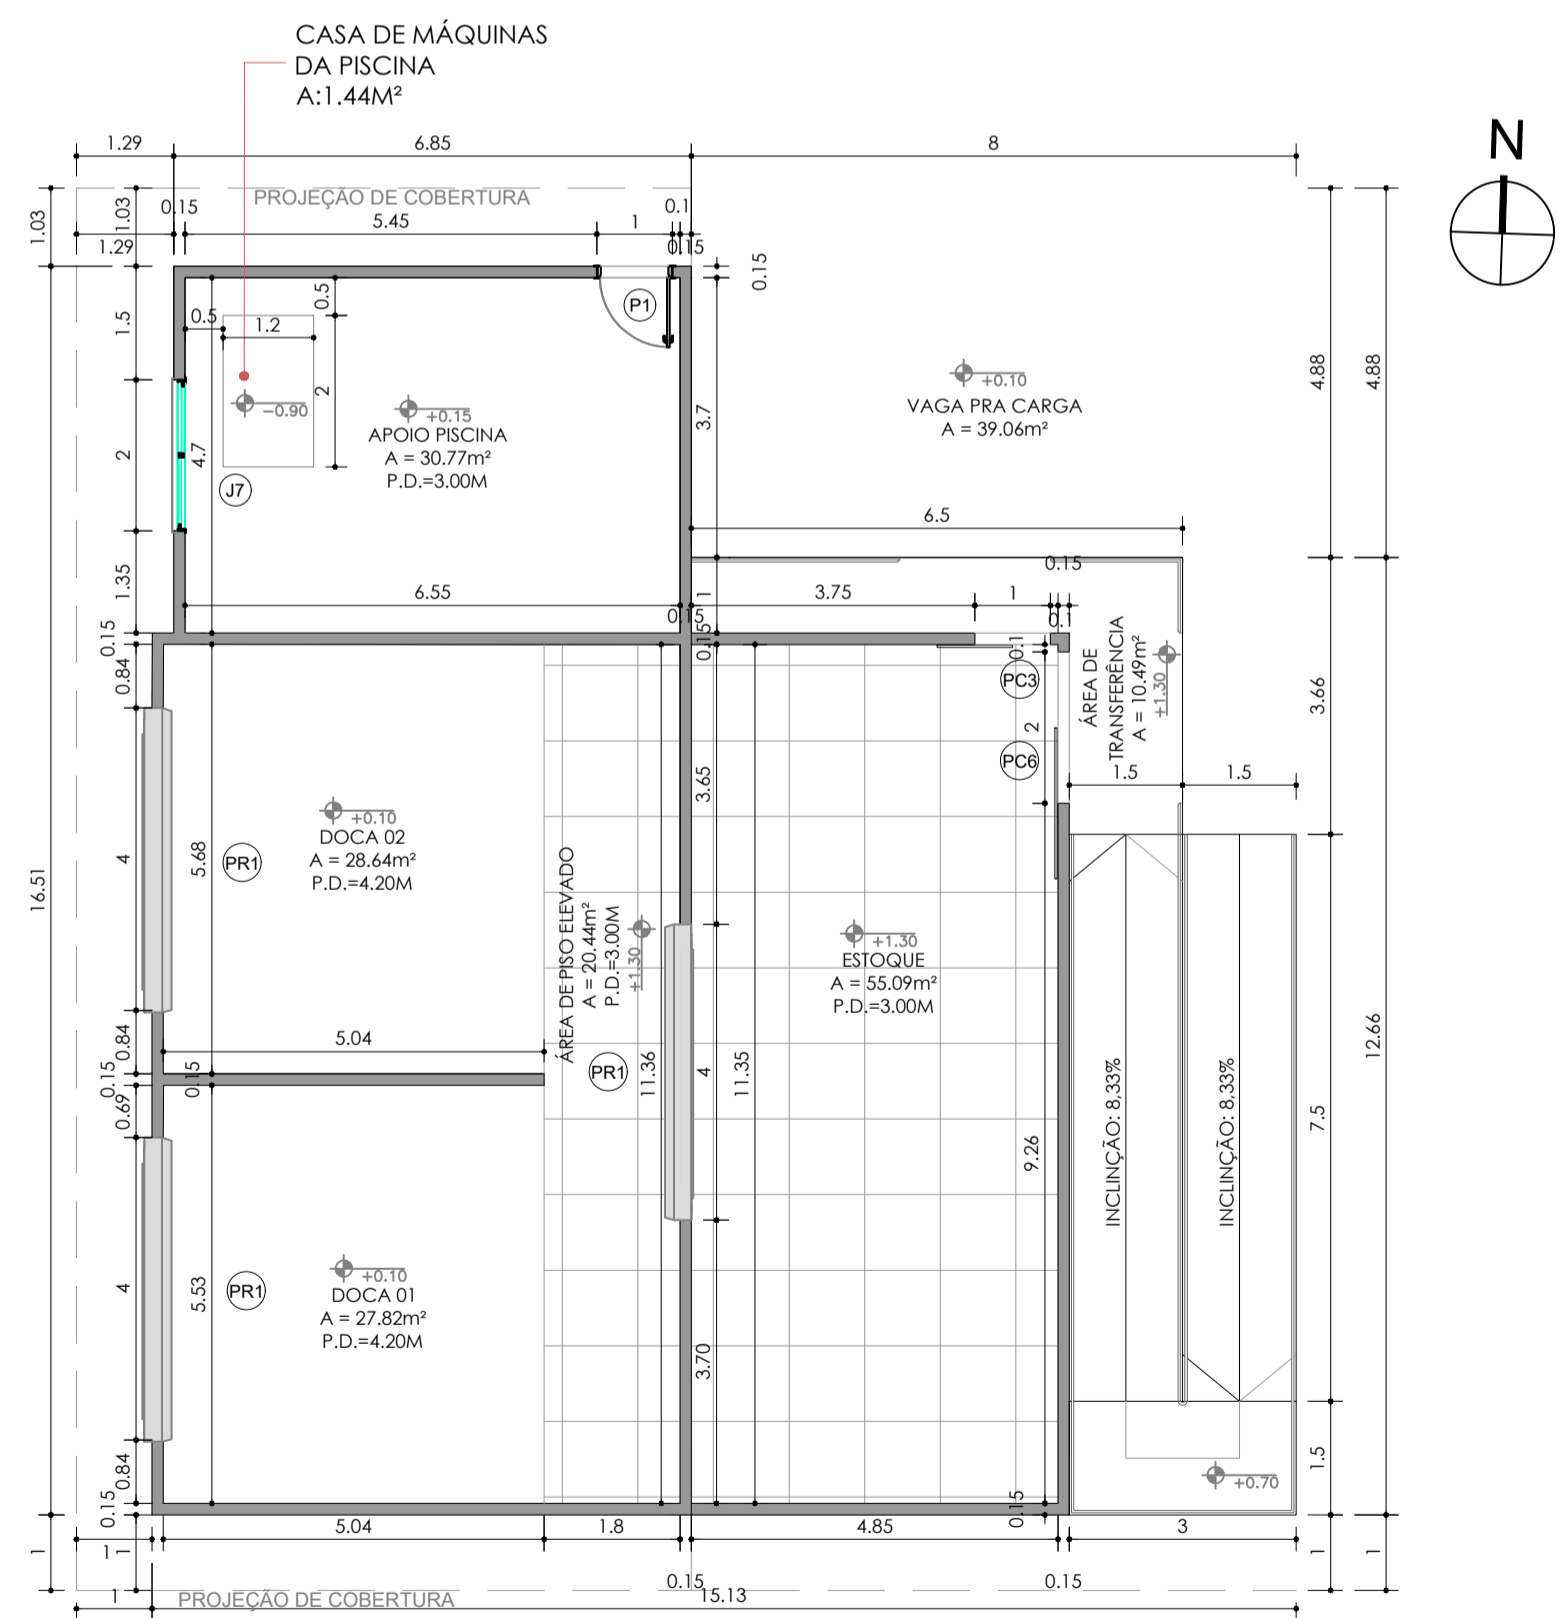 CASA DE MÁQUINAS
DA PISCINA
A:1.44M²
N
1.29
6.85
8
PROJEÇÃO DE COBERTURA
1.03
1.03
0.15
5.45
1
0.1
0.15
1.29
0.15
P1
0.5
0.5
1.2
2
1.5
−0.90
+0.15
APOIO PISCINA
A = 30.77m²
P.D.=3.00M
+0.10
VAGA PRA CARGA
A = 39.06m²
4.88
4.88
3.7
4.7
2
J7
6.5
1.35
6.55
0.15
1
3.75
1
0.15
0.1
0.15
0.84
0.15
0.1
PC3
PC6
2
ÁREA DE
TRANSFERÊNCIA
A = 10.49m²
+1.30
3.66
1.5
1.5
3.65
+0.10
DOCA 02
A = 28.64m²
P.D.=4.20M
PR1
5.68
4
16.51
ÁREA DE PISO ELEVADO
A = 20.44m²
P.D.=3.00M
+1.30
+1.30
ESTOQUE
A = 55.09m²
P.D.=3.00M
12.66
0.84
5.04
0.15
0.15
0.69
PR1
11.36
4
11.35
9.26
INCLINÇÃO: 8,33%
INCLINÇÃO: 8,33%
7.5
+0.10
DOCA 01
A = 27.82m²
P.D.=4.20M
PR1
5.53
4
3.70
0.84
0.15
0.15
1.5
+0.70
5.04
1.8
4.85
3
1
1
1
1
1
0.15
0.15
1
15.13
PROJEÇÃO DE COBERTURA